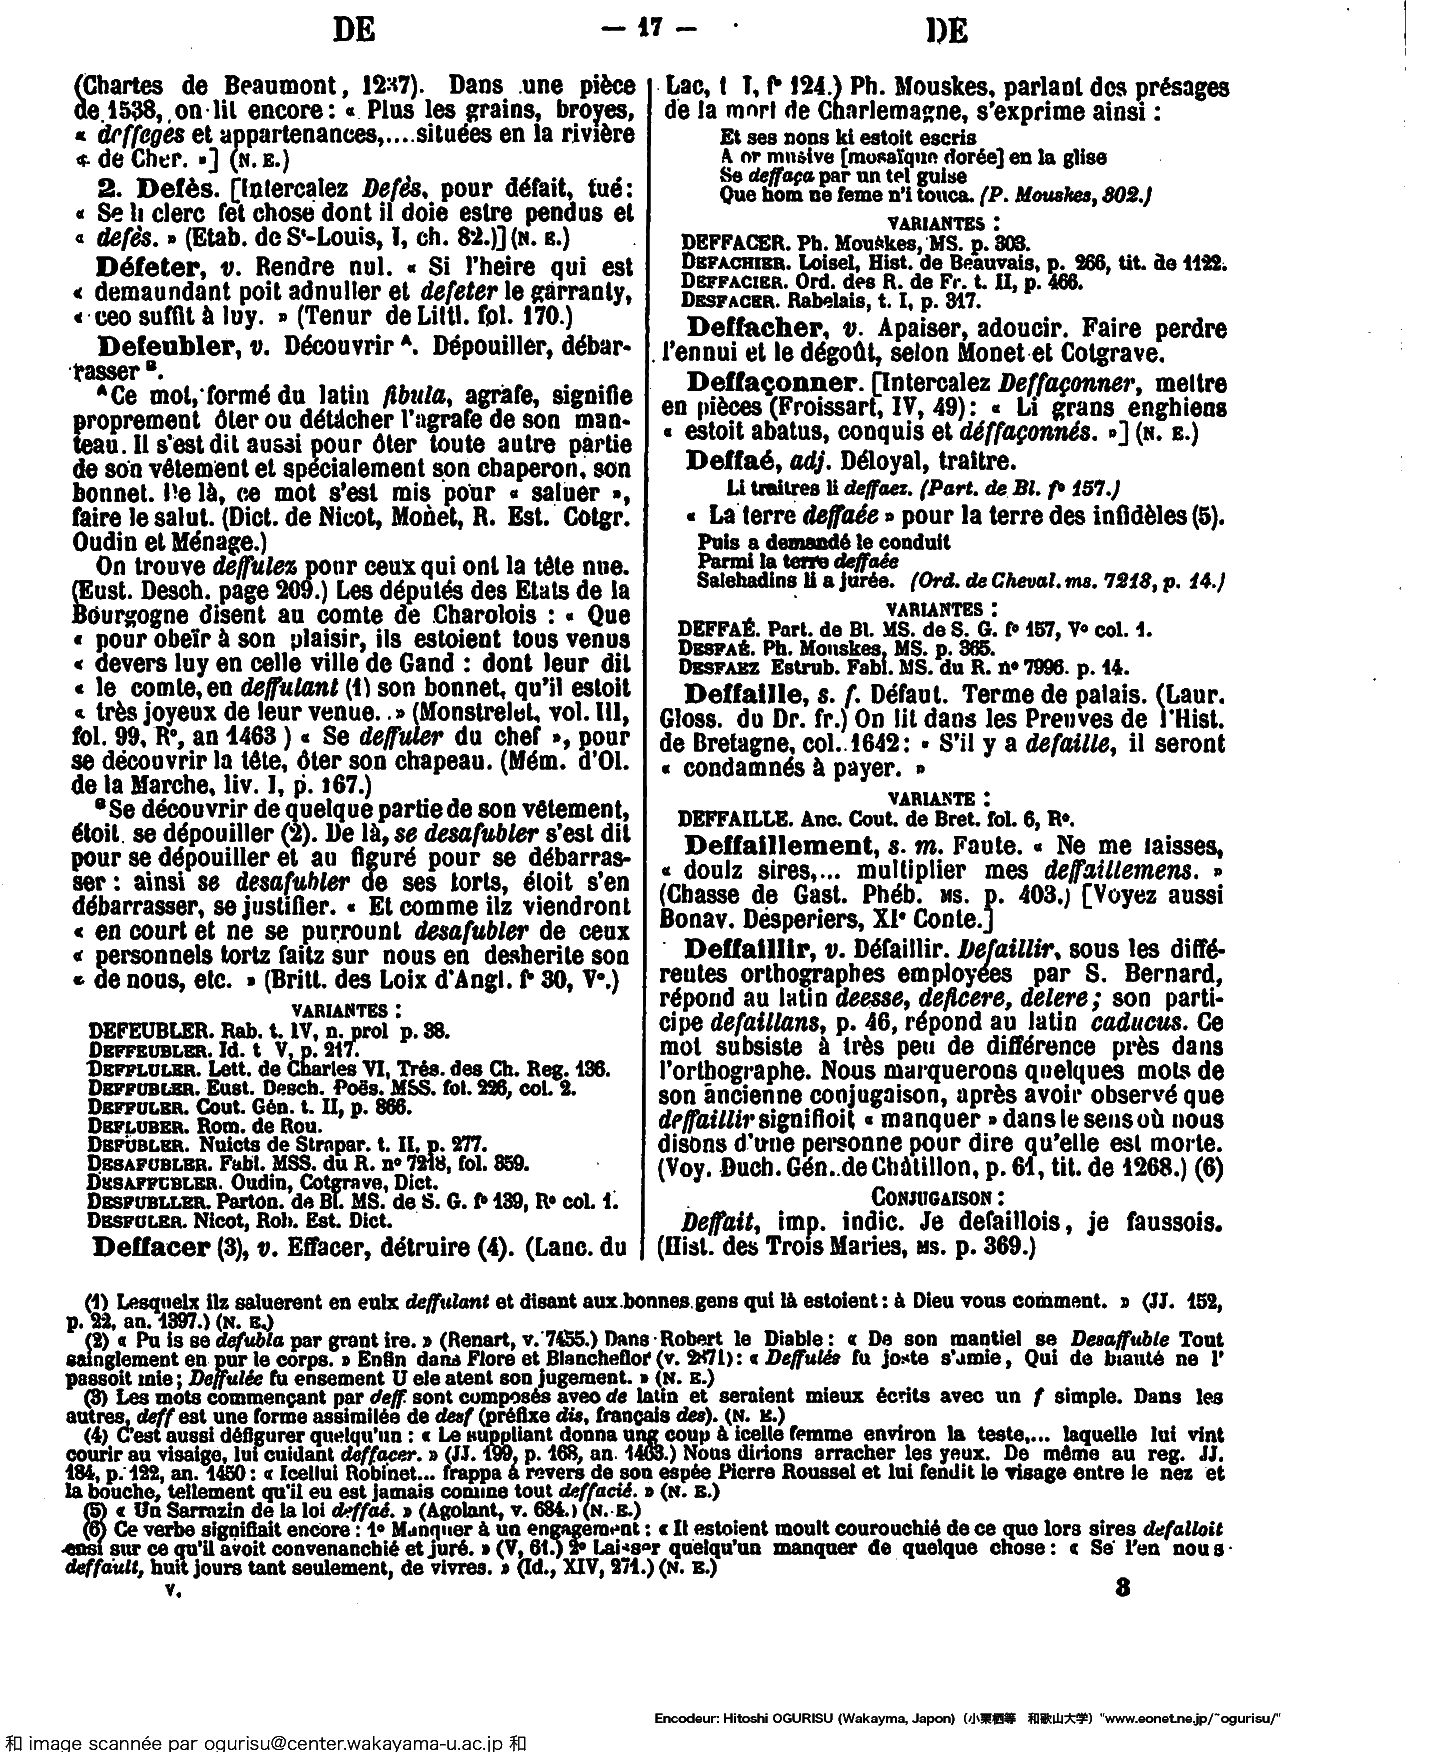 DE — 17 — DE
(Chartes de Beaumont, 1237). Dans une pièce
de 1538, on lit encore : « Plus les grains, broyes,
« deffeges et appartenances,....situées en la rivière
« de Cher. »] (N. E.)
2. Defès. [Intercalez Defès, pour défait, tué :
« Se li clerc fet chose dont il doie estre pendus et
« defès. » (Etab. de St-Louis, I, ch. 82.)] (N. E.)
Défeter, v. Rendre nul. « Si l'heire qui est
« demaundant poit adnuller et defeter le garranty,
« ceo suffit à luy. » (Tenur de Littl. fol. 170.)
Defeubler, v. Découvrir A. Dépouiller, débar-
rasser B.
A Ce mot, formé du latin fibula, agrafe, signifie
proprement ôter ou détacher l'agrafe de son man-
teau. Il s'est dit aussi pour ôter toute autre partie
de son vêtement et spécialement son chaperon, son
bonnet. De là, ce mot s'est mis pour « saluer »,
faire le salut. (Dict. de Nicot, Monet, R. Est. Cotgr.
Oudin et Ménage.)
On trouve deffulez pour ceux qui ont la tête nue.
(Eust. Desch. page 209.) Les députés des Etats de la
Bourgogne disent au comte de Charolois : « Que
« pour obeïr à son plaisir, ils estoient tous venus
« devers luy en celle ville de Gand : dont leur dit
« le comte, en deffulant (1) son bonnet, qu'il estoit
« très joyeux de leur venue. » (Monstrelet, vol. III,
fol. 99, R°, an 1463 ) « Se deffuler du chef », pour
se découvrir la tête, ôter son chapeau. (Mém. d'Ol.
de la Marche, liv. I, p. 167.)
B Se découvrir de quelque partie de son vêtement,
étoit se dépouiller (2). De là, se desafubler s'est dit
pour se dépouiller et au figuré pour se débarras-
ser : ainsi se desafubler de ses torts, étoit s'en
débarrasser, se justifier. « Et comme ilz viendront
« en court et ne se purrount desafubler de ceux
« personnels tortz faitz sur nous en desherite son
« de nous, etc. » (Britt. des Loix d'Angl. f° 30, V°.)
VARIANTES :
DEFEUBLER. Rab. t. IV, n. prol p. 38.
DEFFEUBLER. Id. t V, p. 217.
DEFFLULER. Lett. de Charles VI, Trés. des Ch. Reg. 136.
DEFFUBLER. Eust. Desch. Poës. MSS. fol. 226, col. 2.
DEFFULER. Cout. Gén. t. II, p. 866.
DEFLUBER. Rom. de Rou.
DEFUBLER. Nuicts de Strapar. t. II, p. 277.
DESAFUBLER. Fabl. MSS. du R. n° 7218, fol. 359.
DESAFFUBLER. Oudin, Cotgrave, Dict.
DESFUBLLER. Parton. de Bl. MS. de S. G. f° 139, R° col. 1.
DESFULER. Nicot, Rob. Est. Dict.
Deffacer (3), v. Effacer, détruire (4). (Lanc. du
Lac, t I, f° 124.) Ph. Mouskes, parlant des présages
de la mort de Charlemagne, s'exprime ainsi :
Et ses nons ki estoit escris
A or musive [mosaïque dorée] en la glise
Se deffaça par un tel guise
Que hom ne feme n'i touca. (P. Mouskes, 302.)
VARIANTES :
DEFFACER. Ph. Mouskes, MS. p. 303.
DEFACHIER. Loisel, Hist. de Beauvais, p. 266, tit. de 1122.
DEFFACIER. Ord. des R. de Fr. t. II, p. 466.
DESFACER. Rabelais, t. I, p. 317.
Deffacher, v. Apaiser, adoucir. Faire perdre
l'ennui et le dégoût, selon Monet et Cotgrave.
Deffaçonner. [Intercalez Deffaçonner, mettre
en pièces (Froissart, IV, 49) : « Li grans enghiens
« estoit abatus, conquis et déffaçonnés. »] (N. E.)
Deffaé, adj. Déloyal, traitre.
Li traitres li deffaez. (Part. de Bl. f° 157.)
« La terre deffaée » pour la terre des infidèles (5).
Puis a demandé le conduit
Parmi la terre deffaée
Salehadins li a jurée. (Ord. de Cheval. ms. 7218, p. 14.)
VARIANTES :
DEFFAÉ. Part. de Bl. MS. de S. G. f° 157, V° col. 1.
DESFAÉ. Ph. Mouskes, MS. p. 365.
DESFAEZ Estrub. Fabl. MS. du R. n° 7996. p. 14.
Deffaille, s. f. Défaut. Terme de palais. (Laur.
Gloss. du Dr. fr.) On lit dans les Preuves de l'Hist.
de Bretagne, col. 1642 : « S'il y a defaille, il seront
« condamnés à payer. »
VARIANTE :
DEFFAILLE. Anc. Cout. de Bret. fol. 6, R°.
Deffaillement, s. m. Faute. « Ne me laisses,
« doulz sires,... multiplier mes deffaillemens. »
(Chasse de Gast. Phéb. MS. p. 403.) [Voyez aussi
Bonav. Desperiers, XIe Conte.]
Deffaillir, v. Défaillir. Defaillir, sous les diffé-
rentes orthographes employées par S. Bernard,
répond au latin deesse, deficere, delere ; son parti-
cipe defaillans, p. 46, répond au latin caducus. Ce
mot subsiste à très peu de différence près dans
l'orthographe. Nous marquerons quelques mots de
son ancienne conjugaison, après avoir observé que
deffaillir signifioit « manquer » dans le sens où nous
disons d'une personne pour dire qu'elle est morte.
(Voy. Duch. Gén. de Châtillon, p. 61, tit. de 1268.) (6)
CONJUGAISON :
Deffait, imp. indic. Je defaillois, je faussois.
(Hist. des Trois Maries, MS. p. 369.)
(1) Lesquelx ilz saluerent en eulx deffulant et disant aux bonnes gens qui là estoient : à Dieu vous comment. » (JJ. 152,
p. 22, an. 1397.) (N. E.)
(2) « Pu is se defubla par grant ire. » (Renart, v. 7455.) Dans Robert le Diable : « De son mantiel se Desaffuble Tout
sainglement en pur le corps. » Enfin dans Flore et Blancheflor (v. 2871) : « Deffulés fu joste s'amie, Qui de biauté ne l'
passoit mie ; Deffulée fu ensement U ele atent son jugement. » (N. E.)
(3) Les mots commençant par deff sont composés avec de latin et seraient mieux écrits avec un f simple. Dans les
autres, deff est une forme assimilée de desf (préfixe dis, français des). (N. E.)
(4) C'est aussi défigurer quelqu'un : « Le suppliant donna ung coup à icelle femme environ la teste,... laquelle lui vint
courir au visaige, lui cuidant deffacer. » (JJ. 199, p. 168, an. 1463.) Nous dirions arracher les yeux. De même au reg. JJ.
184, p. 122, an. 1450 : « Icellui Robinet... frappa à revers de son espée Pierre Roussel et lui fendit le visage entre le nez et
la bouche, tellement qu'il eu est jamais comme tout deffacié. » (N. E.)
(5) « Un Sarrazin de la loi deffaé. » (Agolant, v. 684.) (N. E.)
(6) Ce verbe signifiait encore : 1° Manquer à un engagement : « Il estoient moult courouchié de ce que lors sires defalloit
ensi sur ce qu'il avoit convenanchié et juré. » (V, 61.) 2° Laisser quelqu'un manquer de quelque chose : « Se l'en nous
deffault, huit jours tant seulement, de vivres. » (Id., XIV, 271.) (N. E.)
V. 3
Encodeur: Hitoshi OGURISU (Wakayma, Japon) (小栗栖等 和歌山大学) "www.eonet.ne.jp/~ogurisu/"
和 image scannée par ogurisu@center.wakayama-u.ac.jp 和